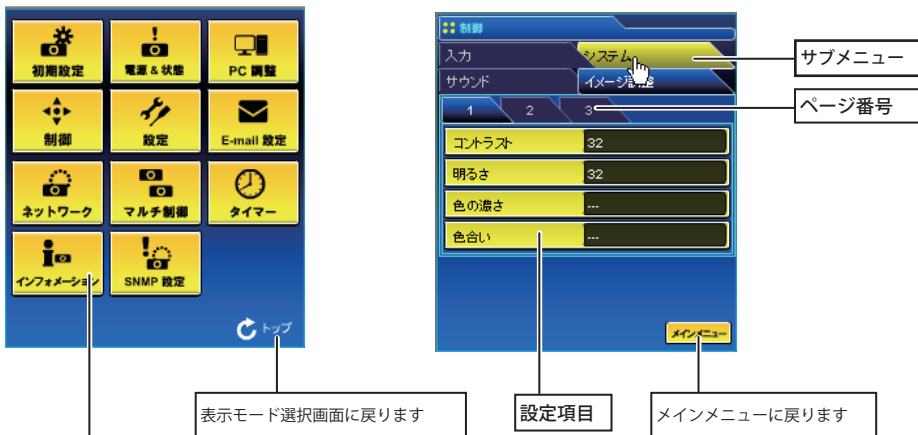 初期設定
電源 & 状態
PC 調整
制御
設定
E-mail 設定
ネットワーク
マルチ制御
タイマー
インフォメーション
SNMP 設定
トップ
表示モード選択画面に戻ります
制御
入力
システム
サウンド
イメージ調整
1 2 3
コントラスト 32
明るさ 32
色の濃さ ---
色合い ---
メインメニュー
サブメニュー
ページ番号
設定項目
メインメニューに戻ります